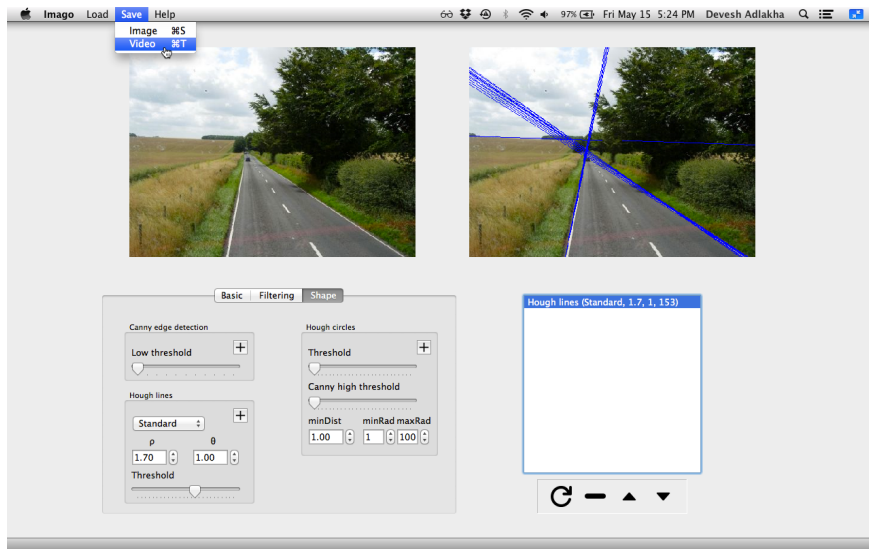 Imago Load Save Help 97% Fri May 15 5:24 PM Devesh Adlakha
Image ⌘S
Video ⌘T
Basic Filtering Shape
Canny edge detection
Low threshold
Hough lines
Standard
ρ θ
1.70 1.00
Threshold
Hough circles
Threshold
Canny high threshold
minDist minRad maxRad
1.00 1 100
Hough lines (Standard, 1.7, 1, 153)